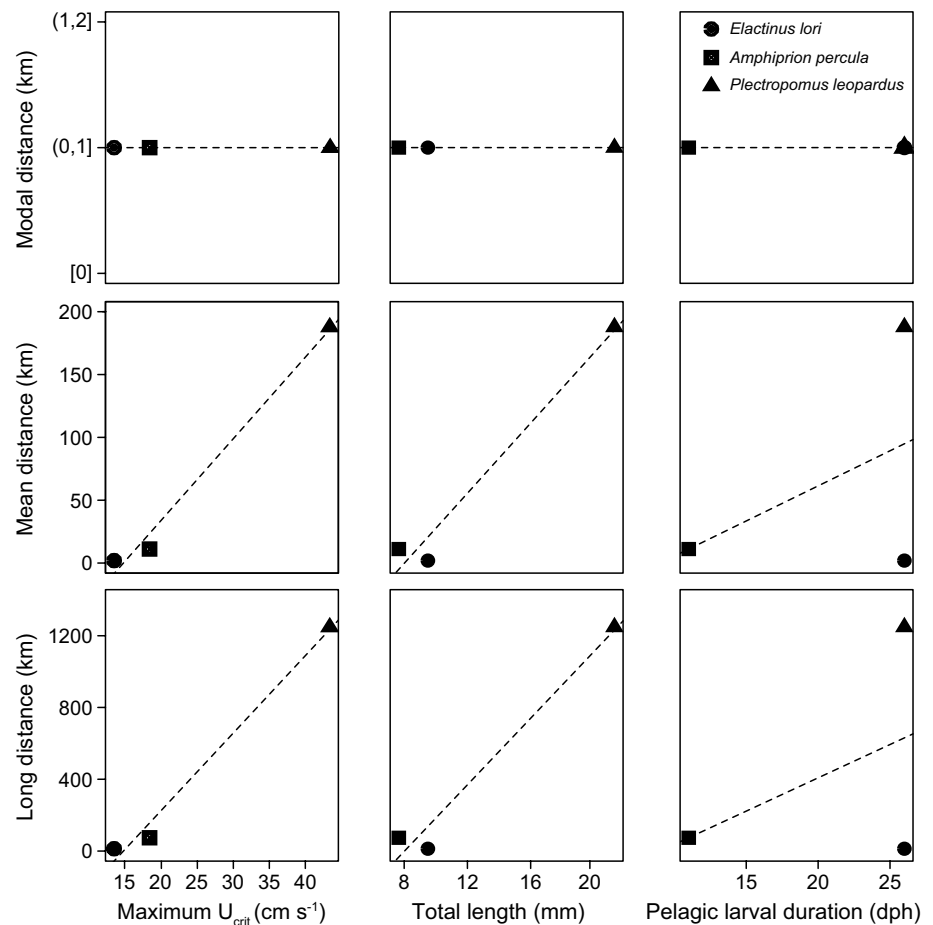 Modal distance (km)
(1,2]
(0,1]
[0]
Elactinus lori
Amphiprion percula
Plectropomus leopardus
Mean distance (km)
200
150
100
50
0
Long distance (km)
1200
800
400
0
15 20 25 30 35 40
8 12 16 20
15 20 25
Maximum Ucrit (cm s-1)
Total length (mm)
Pelagic larval duration (dph)